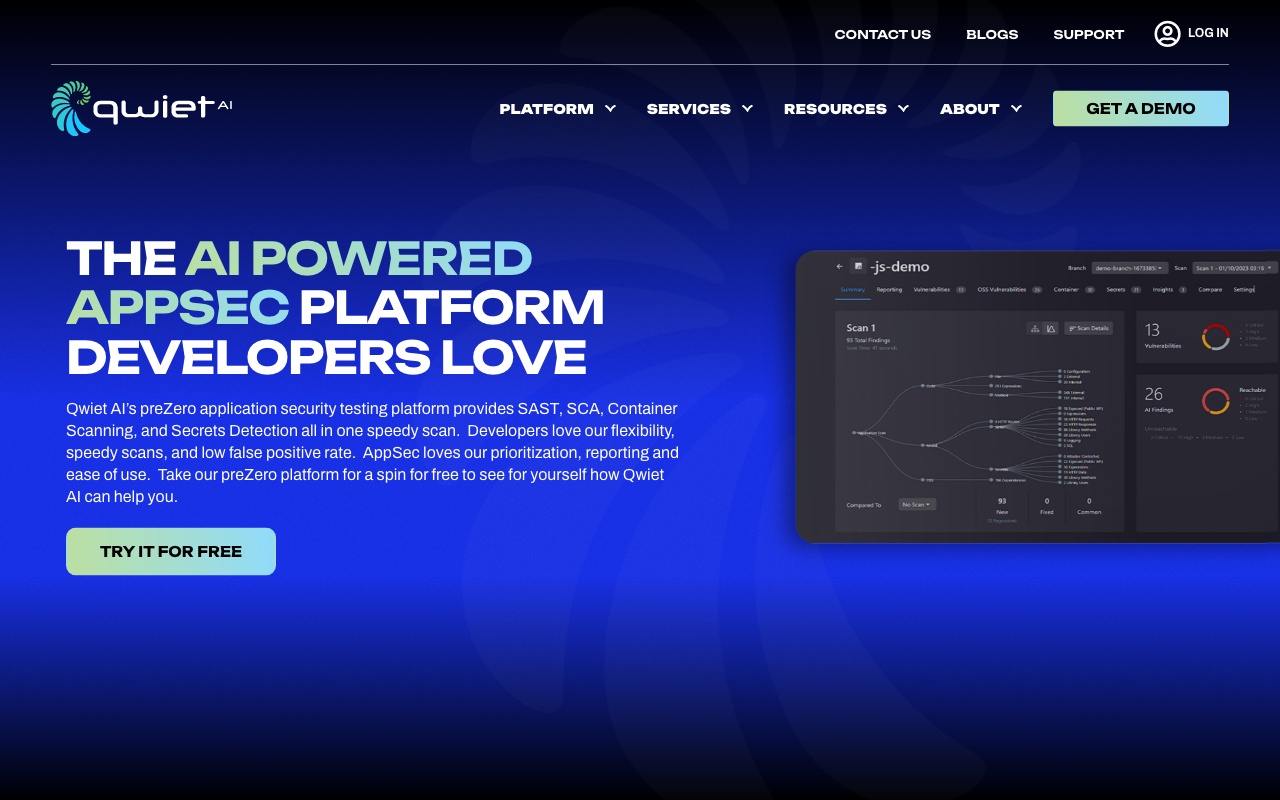 CONTACT US BLOGS SUPPORT LOG IN
qwiet AI
PLATFORM SERVICES RESOURCES ABOUT GET A DEMO
THE AI POWERED
APPSEC PLATFORM
DEVELOPERS LOVE
Qwiet AI’s preZero application security testing platform provides SAST, SCA, Container
Scanning, and Secrets Detection all in one speedy scan. Developers love our flexibility,
speedy scans, and low false positive rate. AppSec loves our prioritization, reporting and
ease of use. Take our preZero platform for a spin for free to see for yourself how Qwiet
AI can help you.
TRY IT FOR FREE
-js-demo
Branch demo-branch-1673385 Scan Scan 1 - 01/10/2023 03:16
Summary Reporting Vulnerabilities 13 OSS Vulnerabilities 26 Container Secrets Insights Compare Settings
Scan 1
Scan Details
93 Total Findings
13
Vulnerabilities
26
AI Findings
Reachable
Compared To No Scan
93 0 0
New Fixed Common